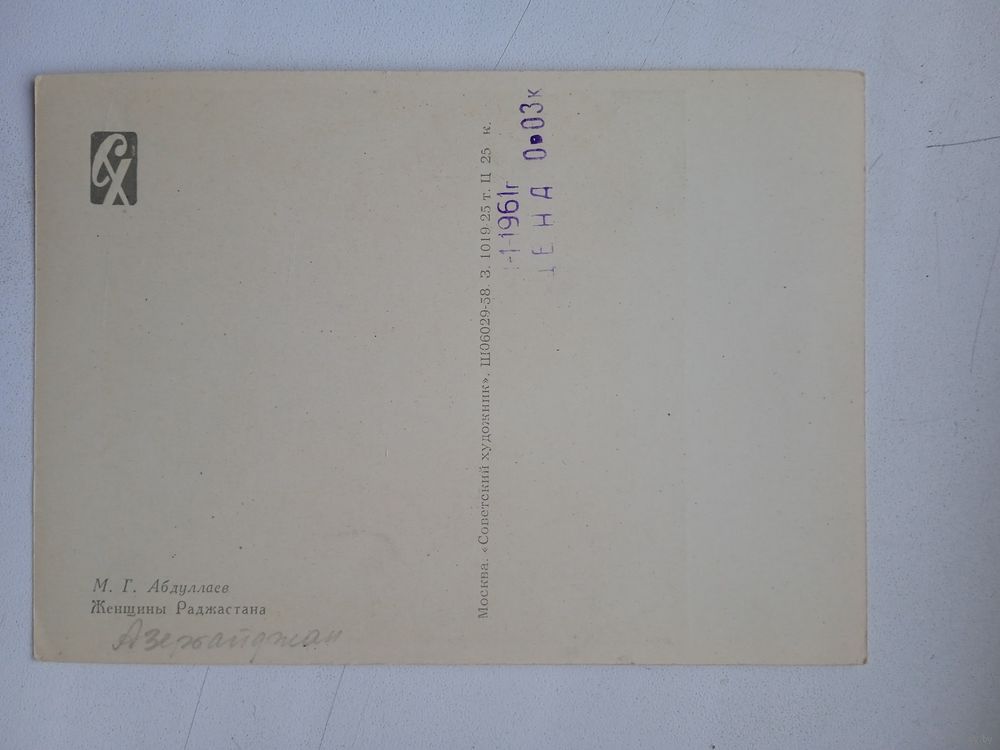 СХ
М. Г. Абдуллаев
Женщины Раджастана
Азербайджан
Москва. «Советский художник». Ш06029-58. З. 1019 25 т. Ц 25 к.
1-1-1961г
ЦЕНА 0-03к